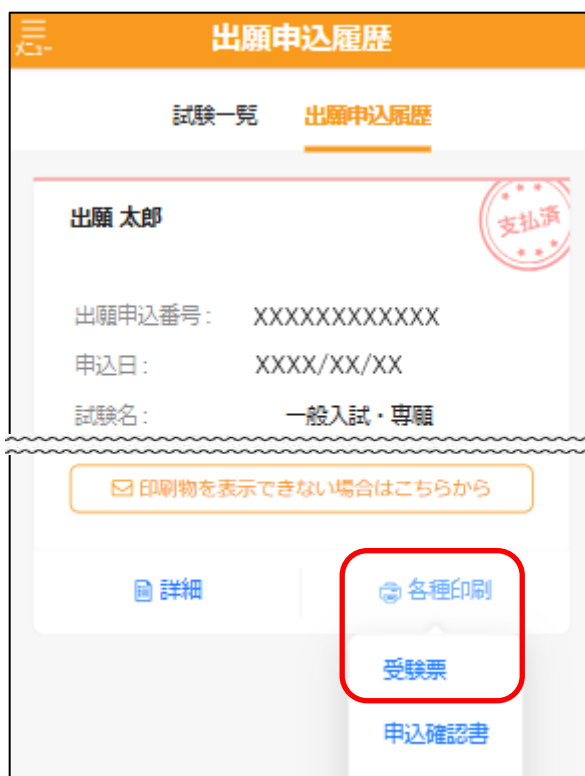 メニュー
出願申込履歴
試験一覧 出願申込履歴
出願 太郎
支払済
出願申込番号: XXXXXXXXXXXX
申込日: XXXX/XX/XX
試験名: 一般入試・専願
印刷物を表示できない場合はこちらから
詳細 各種印刷
受験票
申込確認書